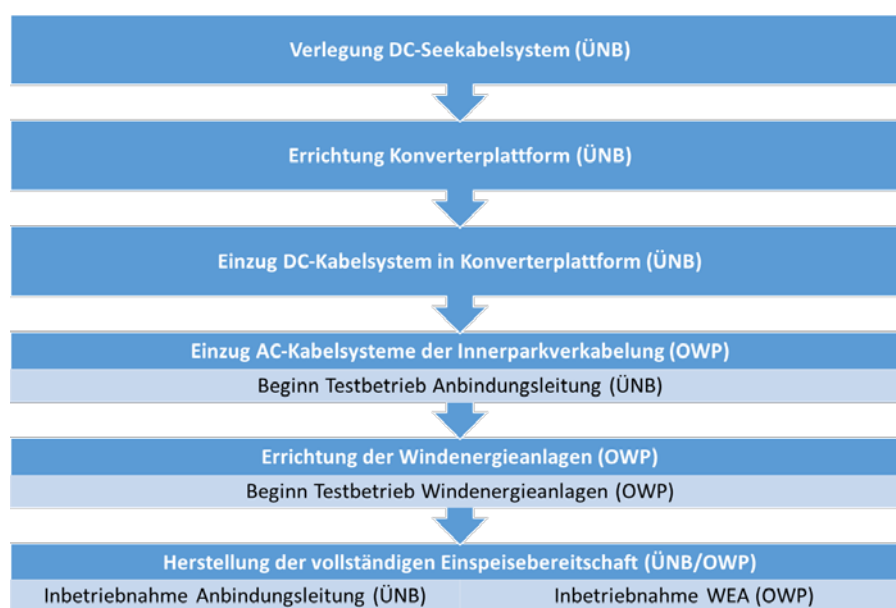 Verlegung DC-Seekabelsystem (ÜNB)
Errichtung Konverterplattform (ÜNB)
Einzug DC-Kabelsystem in Konverterplattform (ÜNB)
Einzug AC-Kabelsysteme der Innerparkverkabelung (OWP)
Beginn Testbetrieb Anbindungsleitung (ÜNB)
Errichtung der Windenergieanlagen (OWP)
Beginn Testbetrieb Windenergieanlagen (OWP)
Herstellung der vollständigen Einspeisebereitschaft (ÜNB/OWP)
Inbetriebnahme Anbindungsleitung (ÜNB)
Inbetriebnahme WEA (OWP)